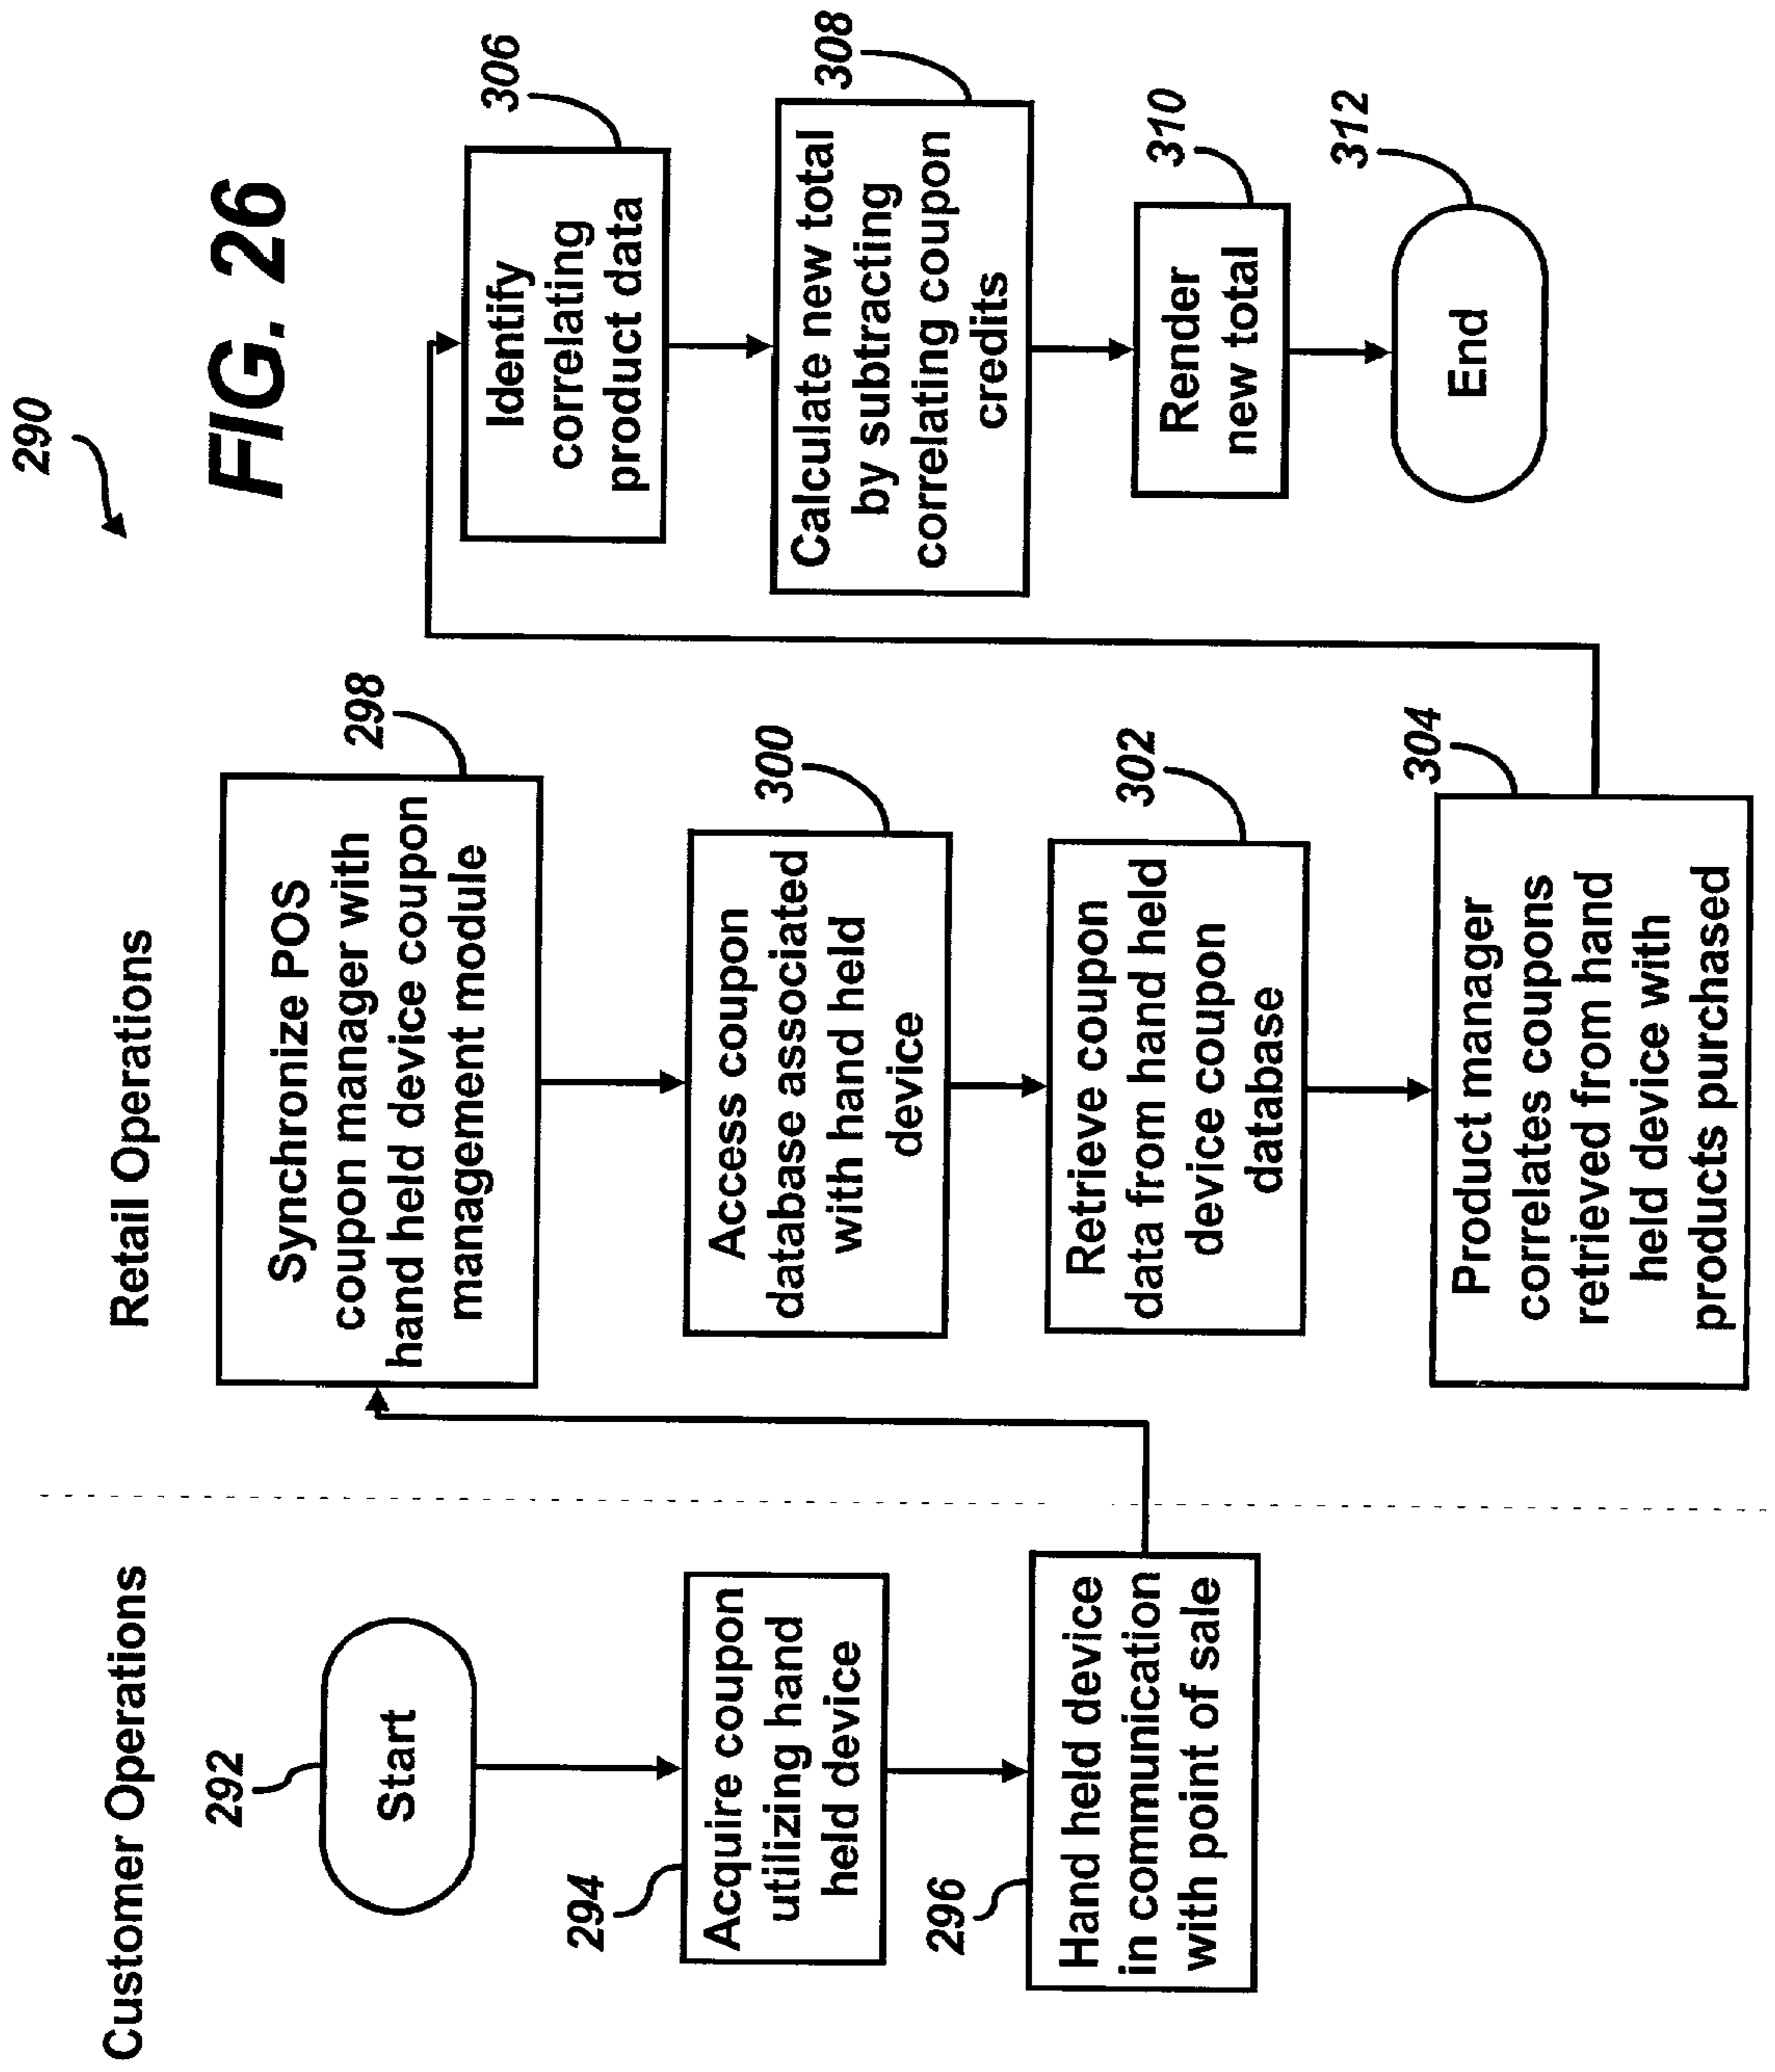 290
FIG. 26
Customer Operations
292
Start
294
Acquire coupon
utilizing hand
held device
296
Hand held device
in communication
with point of sale
Retail Operations
298
Synchronize POS
coupon manager with
hand held device coupon
management module
300
Access coupon
database associated
with hand held
device
302
Retrieve coupon
data from hand held
device coupon
database
304
Product manager
correlates coupons
retrieved from hand
held device with
products purchased
306
Identify
correlating
product data
308
Calculate new total
by subtracting
correlating coupon
credits
310
Render
new total
312
End